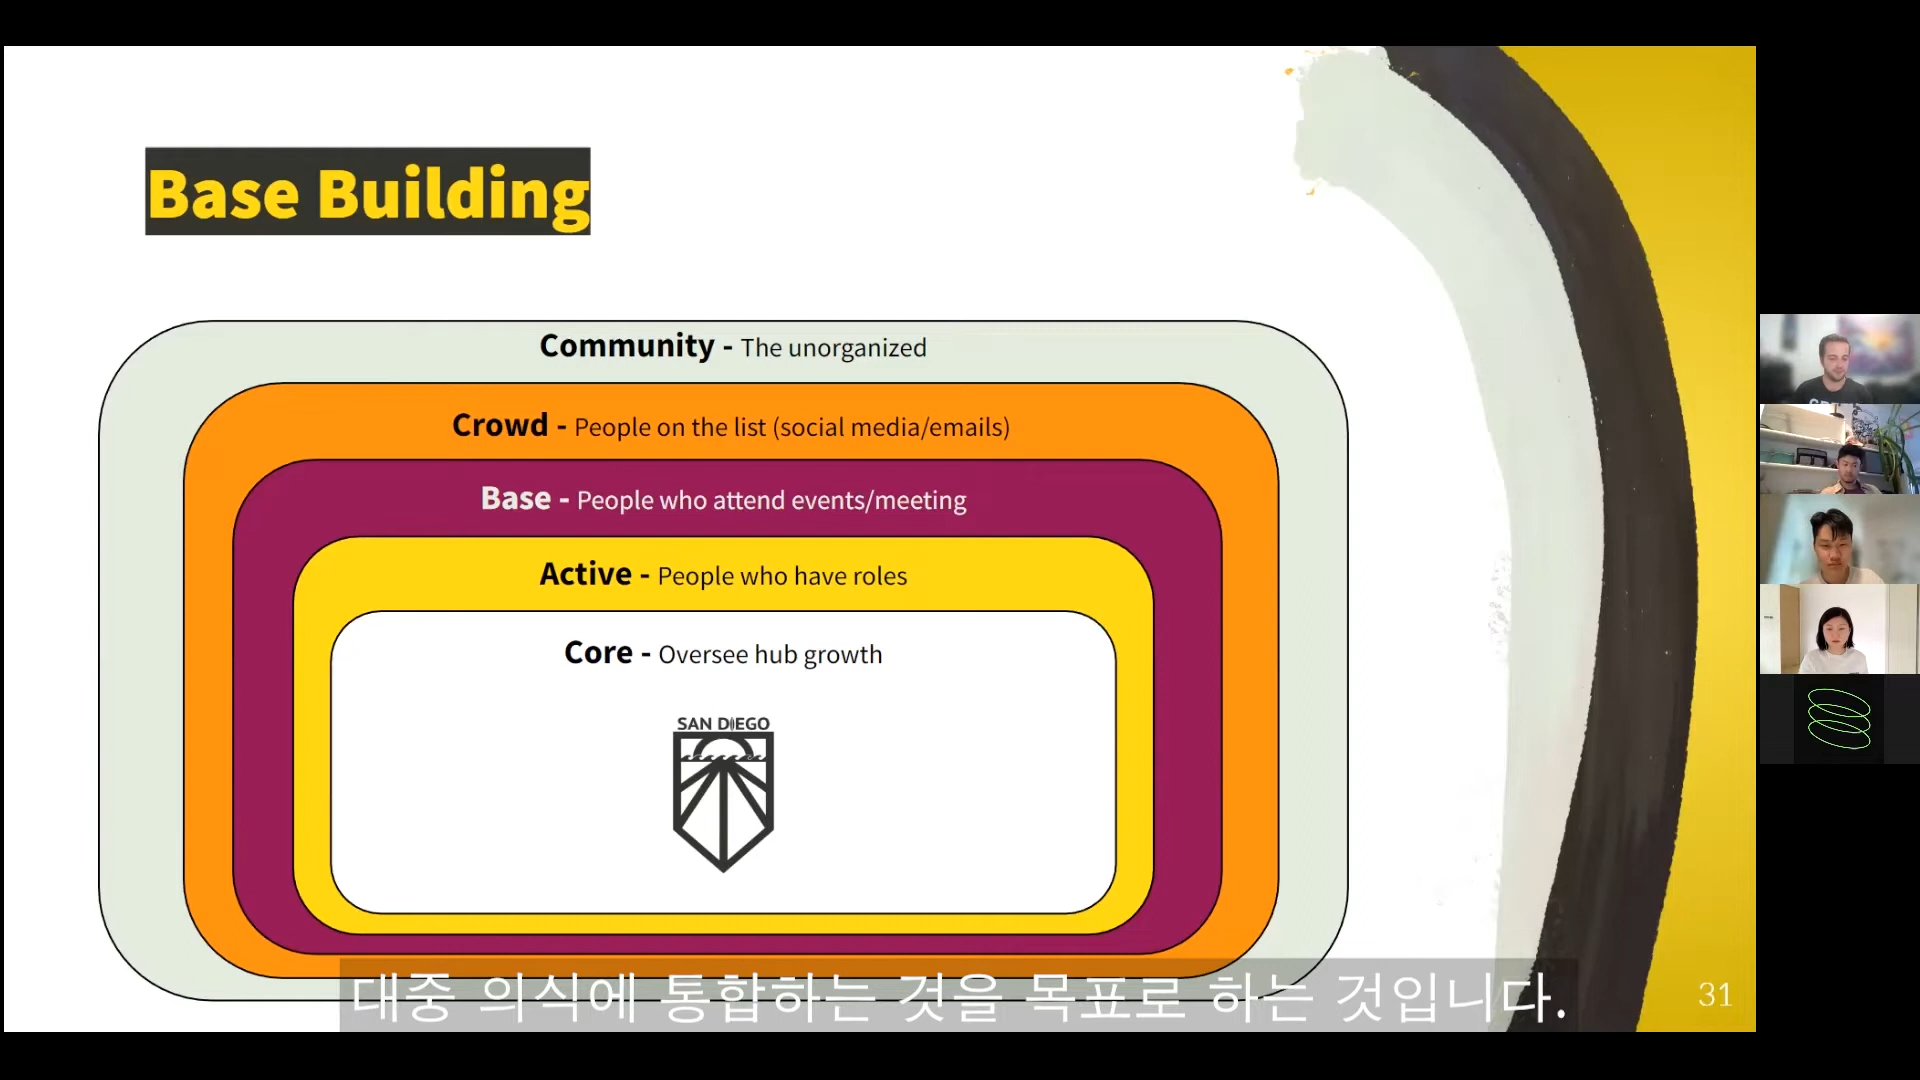 Base Building
Community - The unorganized
Crowd - People on the list (social media/emails)
Base - People who attend events/meeting
Active - People who have roles
Core - Oversee hub growth
SAN DIEGO
대중 의식에 통합하는 것을 목표로 하는 것입니다.
31